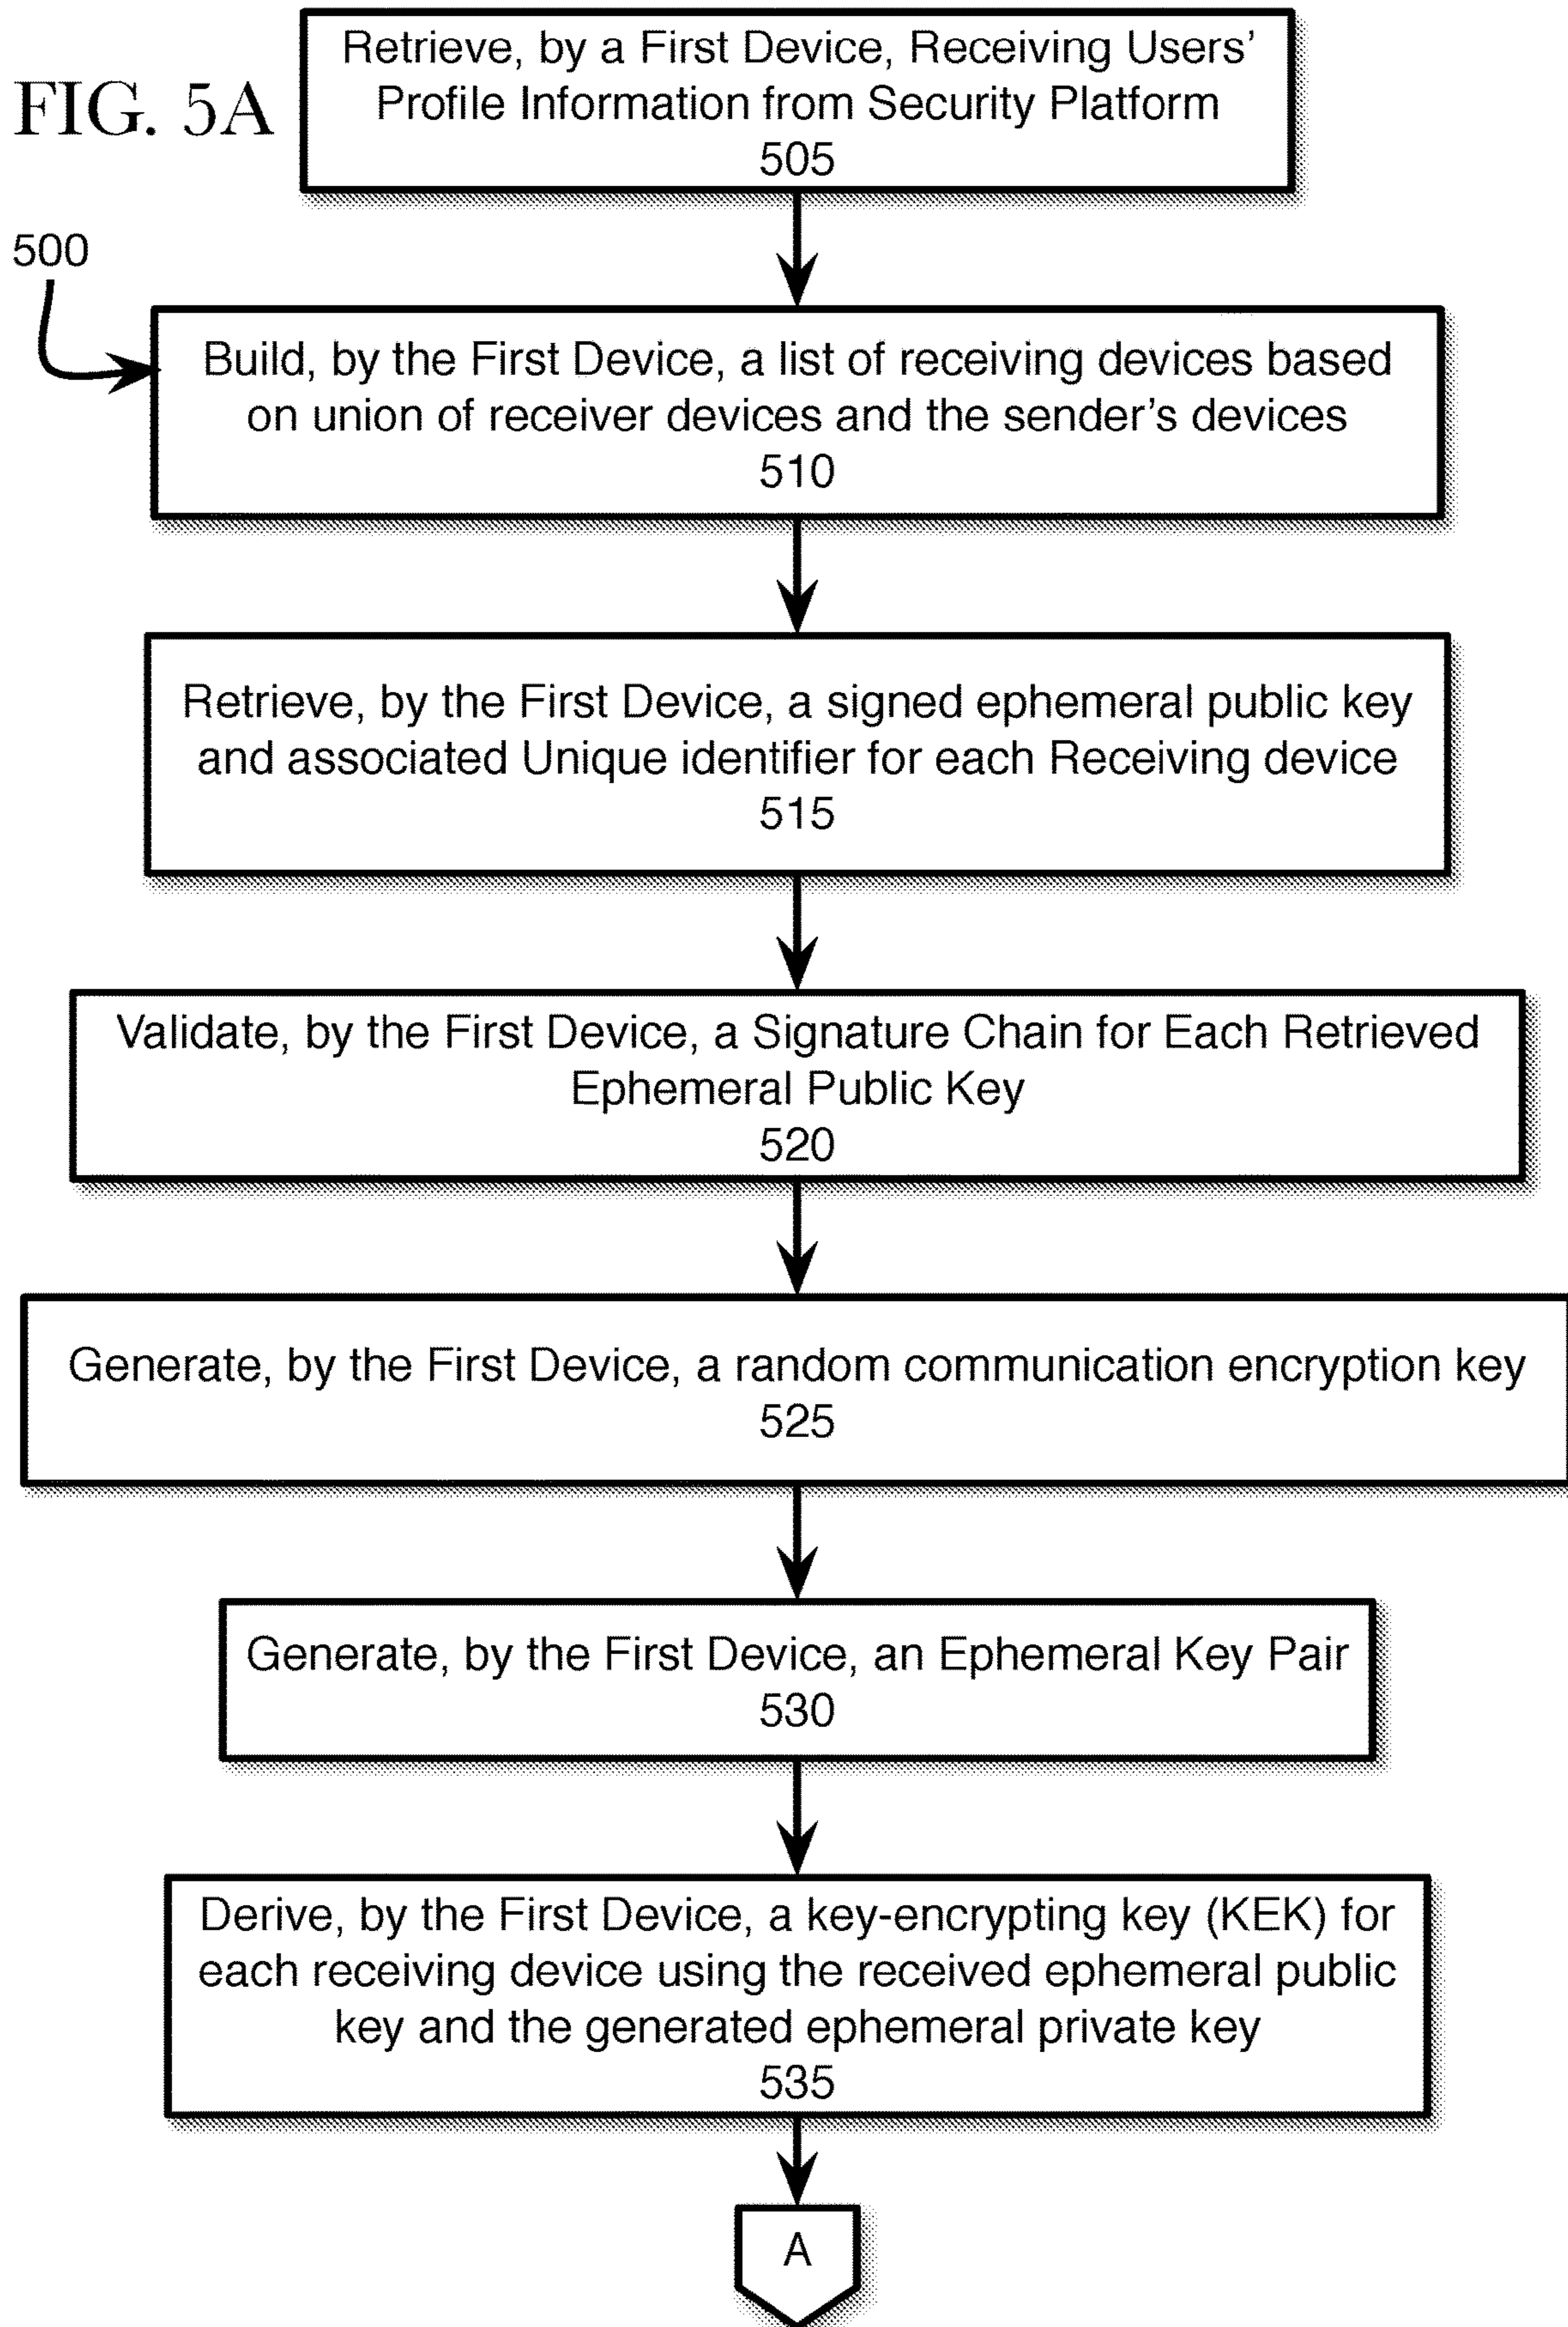 FIG. 5A
Retrieve, by a First Device, Receiving Users’
Profile Information from Security Platform
505
500
Build, by the First Device, a list of receiving devices based
on union of receiver devices and the sender’s devices
510
Retrieve, by the First Device, a signed ephemeral public key
and associated Unique identifier for each Receiving device
515
Validate, by the First Device, a Signature Chain for Each Retrieved
Ephemeral Public Key
520
Generate, by the First Device, a random communication encryption key
525
Generate, by the First Device, an Ephemeral Key Pair
530
Derive, by the First Device, a key-encrypting key (KEK) for
each receiving device using the received ephemeral public
key and the generated ephemeral private key
535
A